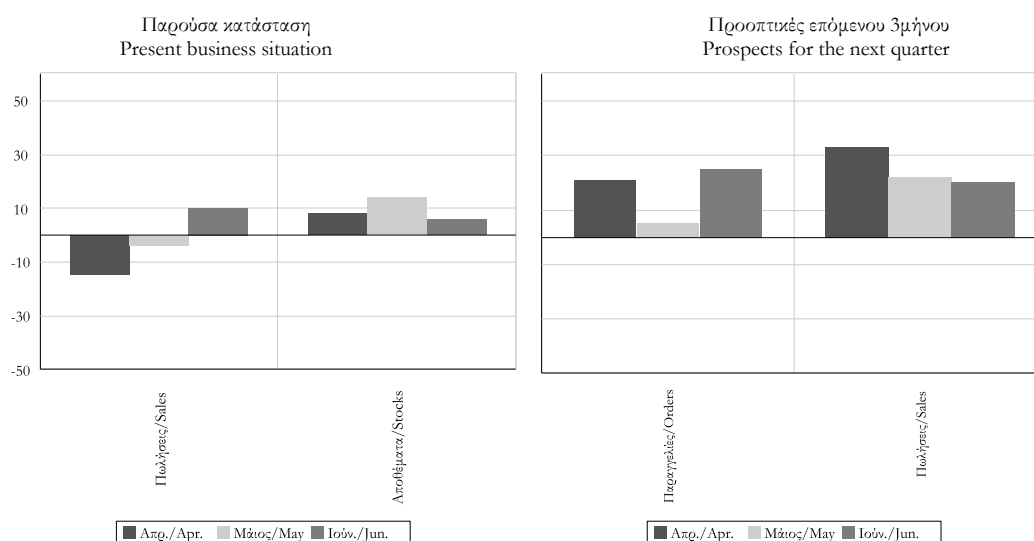 Παρούσα κατάσταση
Present business situation
50
30
10
-10
-30
-50
Πωλήσεις/Sales
Αποθέματα/Stocks
Απρ./Apr. Μάιος/May Ιούν./Jun.
Προοπτικές επόμενου 3μήνου
Prospects for the next quarter
Παραγγελίες/Orders
Πωλήσεις/Sales
Απρ./Apr. Μάιος/May Ιούν./Jun.